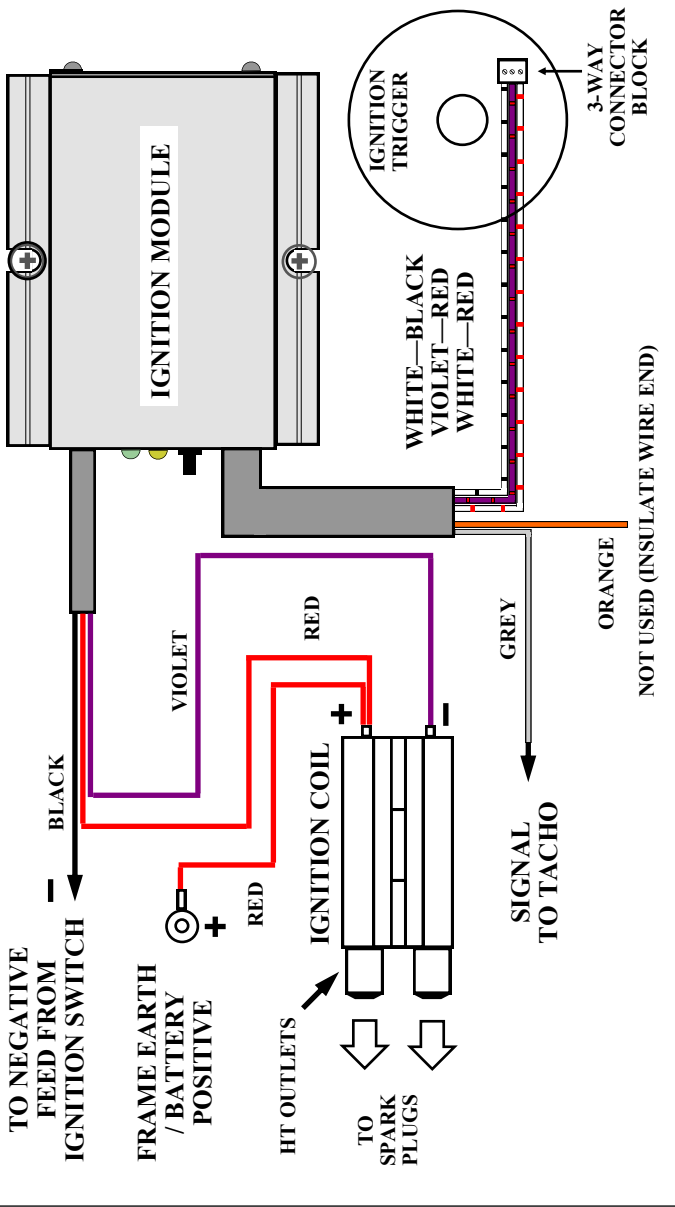 TO NEGATIVE
FEED FROM
IGNITION SWITCH
−
BLACK
IGNITION MODULE
FRAME EARTH
/ BATTERY
POSITIVE
+
RED
VIOLET
RED
IGNITION COIL
+
−
HT OUTLETS
TO
SPARK
PLUGS
SIGNAL
TO TACHO
GREY
ORANGE
NOT USED (INSULATE WIRE END)
WHITE—BLACK
VIOLET—RED
WHITE—RED
IGNITION
TRIGGER
3-WAY
CONNECTOR
BLOCK